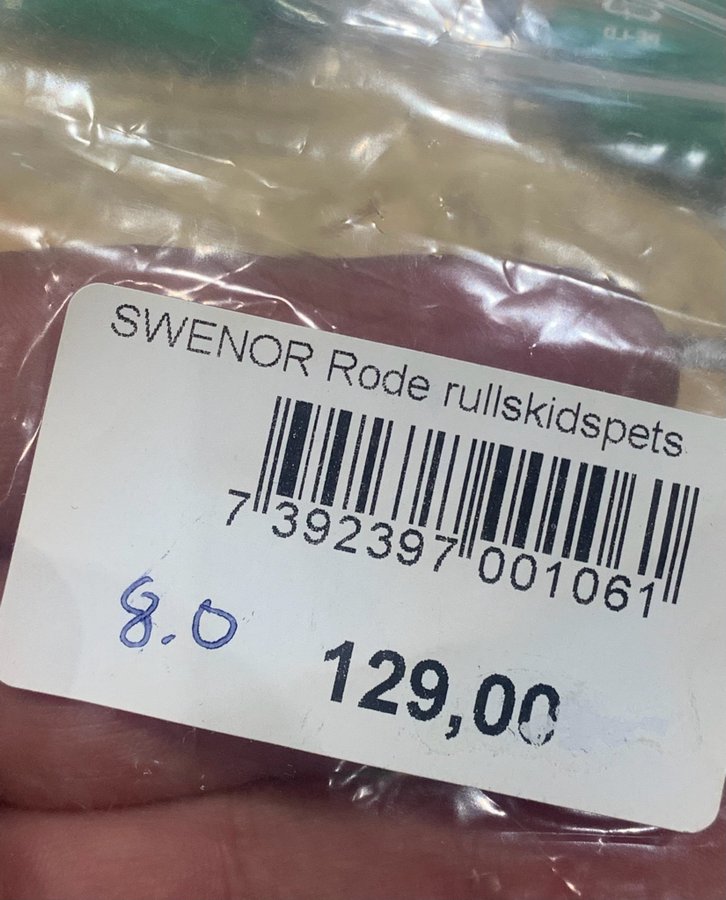 SWENOR Rode rullskidspets
7 392397 001061
8.0
129,00